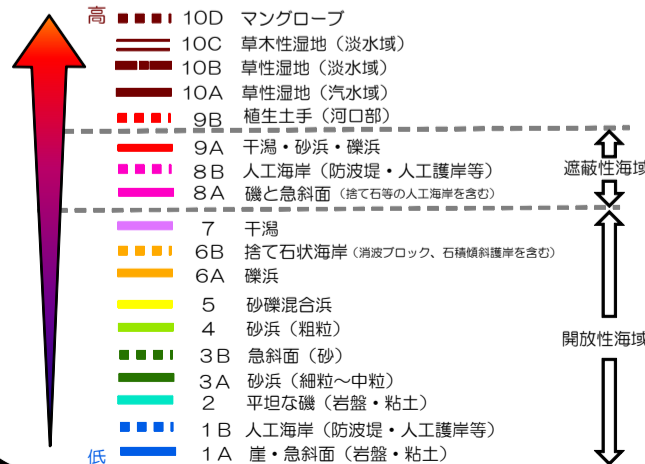 高 10D マングローブ
10C 草木性湿地（淡水域）
10B 草性湿地（淡水域）
10A 草性湿地（汽水域）
9B 植生土手（河口部）
9A 干潟・砂浜・礫浜
8B 人工海岸（防波堤・人工護岸等）
遮蔽性海域
8A 磯と急斜面（捨て石等の人工海岸を含む）
7 干潟
6B 捨て石状海岸（消波ブロック、石積傾斜護岸を含む）
6A 礫浜
5 砂礫混合浜
4 砂浜（粗粒）
開放性海域
3B 急斜面（砂）
3A 砂浜（細粒～中粒）
2 平坦な磯（岩盤・粘土）
1B 人工海岸（防波堤・人工護岸等）
低 1A 崖・急斜面（岩盤・粘土）